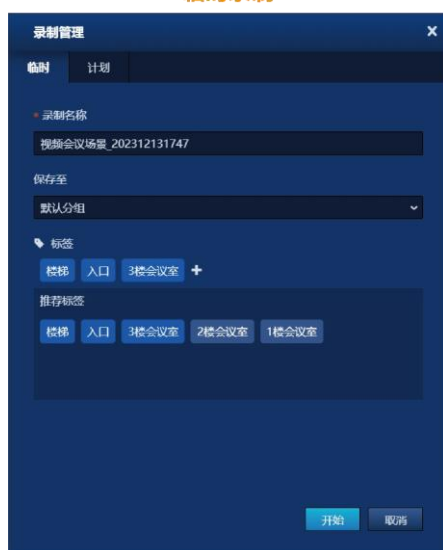 录制管理
临时 计划
* 录制名称
视频会议场景_202312131747
保存至
默认分组
标签
楼梯 入口 3楼会议室
推荐标签
楼梯 入口 3楼会议室 2楼会议室 1楼会议室
开始 取消